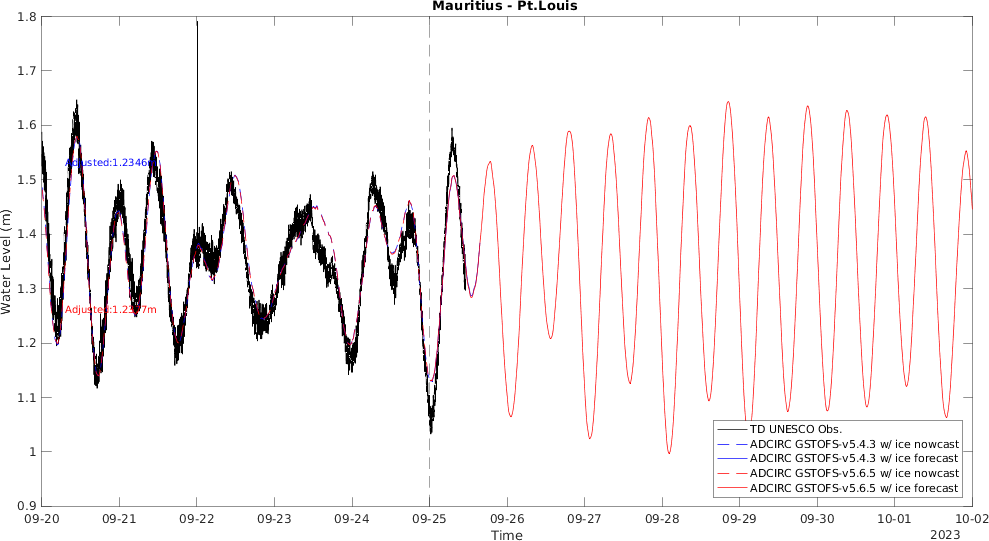 Mauritius - Pt.Louis
1.8
1.7
1.6
1.5
1.4
1.3
1.2
1.1
1
0.9
Water Level (m)
Adjusted:1.2346m
TD UNESCO Obs.
ADCIRC GSTOFS-v5.4.3 w/ ice nowcast
ADCIRC GSTOFS-v5.4.3 w/ ice forecast
ADCIRC GSTOFS-v5.6.5 w/ ice nowcast
ADCIRC GSTOFS-v5.6.5 w/ ice forecast
09-20 09-21 09-22 09-23 09-24 09-25 09-26 09-27 09-28 09-29 09-30 10-01 10-02
Time
2023